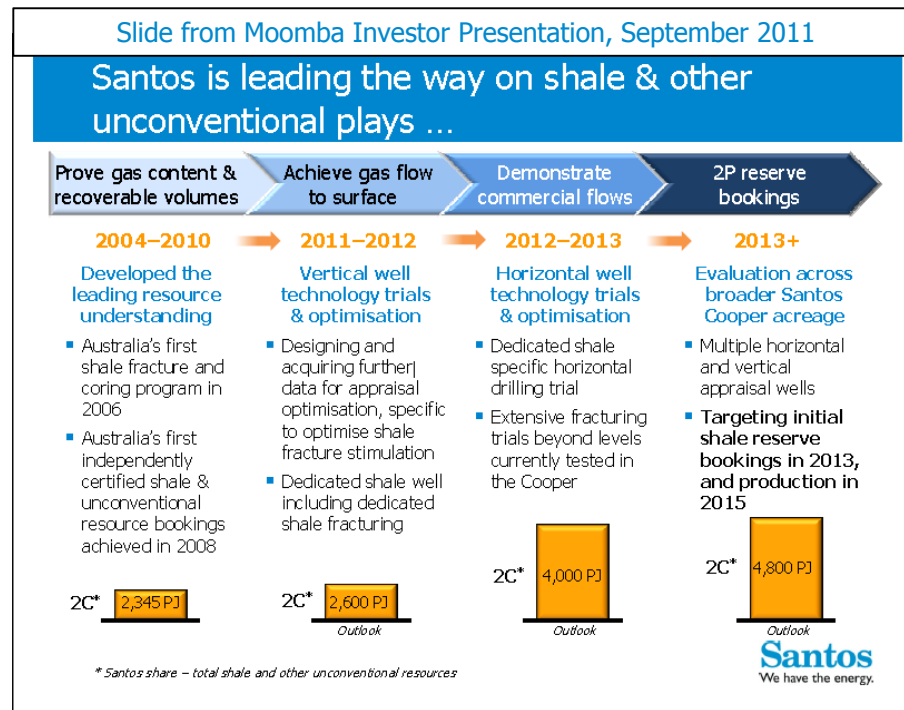 Slide from Moomba Investor Presentation, September 2011
Santos is leading the way on shale & other
unconventional plays ...
Prove gas content &
recoverable volumes
Achieve gas flow
to surface
Demonstrate
commercial flows
2P reserve
bookings
2004–2010
2011–2012
2012–2013
2013+
Developed the
leading resource
understanding
▪ Australia's first
shale fracture and
coring program in
2006
▪ Australia's first
independently
certified shale &
unconventional
resource bookings
achieved in 2008
2C* 2,345 PJ
Vertical well
technology trials
& optimisation
▪ Designing and
acquiring further|
data for appraisal
optimisation, specific
to optimise shale
fracture stimulation
▪ Dedicated shale well
including dedicated
shale fracturing
2C* 2,600 PJ
Outlook
Horizontal well
technology trials
& optimisation
▪ Dedicated shale
specific horizontal
drilling trial
▪ Extensive fracturing
trials beyond levels
currently tested in
the Cooper
2C* 4,000 PJ
Outlook
Evaluation across
broader Santos
Cooper acreage
▪ Multiple horizontal
and vertical
appraisal wells
▪ Targeting initial
shale reserve
bookings in 2013,
and production in
2015
2C* 4,800 PJ
Outlook
* Santos share – total shale and other unconventional resources
Santos
We have the energy.